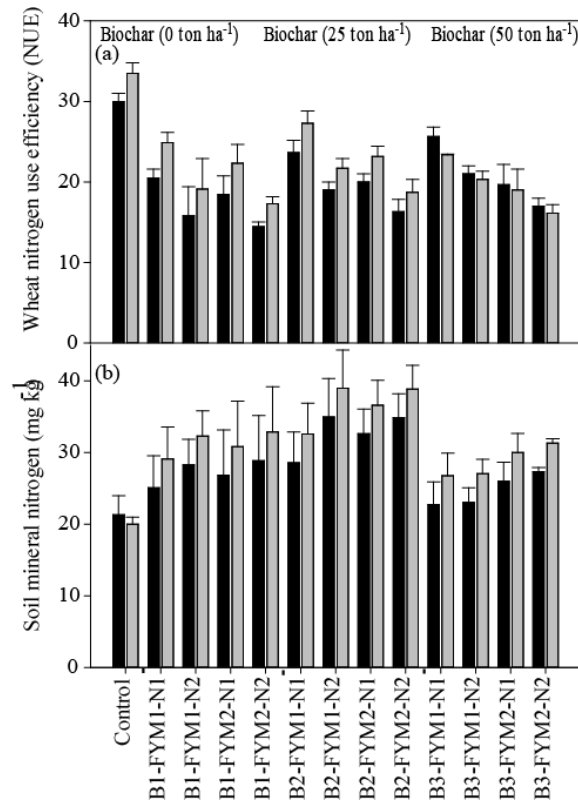 Biochar (0 ton ha-1) Biochar (25 ton ha-1) Biochar (50 ton ha-1)
(a)
Wheat nitrogen use efficiency (NUE)
40
30
20
10
0
(b)
Soil mineral nitrogen (mg kg-1)
40
30
20
10
0
Control
B1-FYM1-N1
B1-FYM1-N2
B1-FYM2-N1
B1-FYM2-N2
B2-FYM1-N1
B2-FYM1-N2
B2-FYM2-N1
B2-FYM2-N2
B3-FYM1-N1
B3-FYM1-N2
B3-FYM2-N1
B3-FYM2-N2